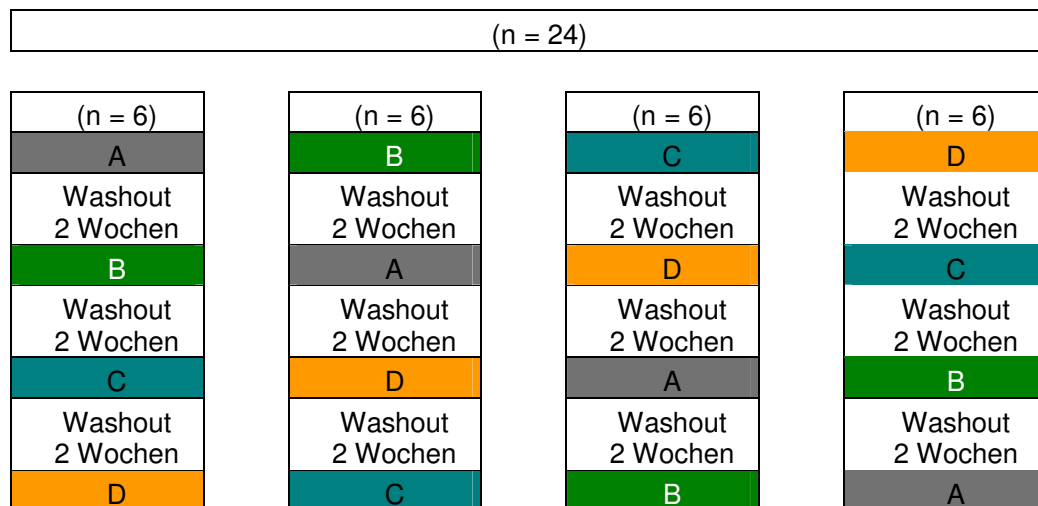 (n = 24)
(n = 6)
A
Washout
2 Wochen
B
Washout
2 Wochen
C
Washout
2 Wochen
D
(n = 6)
B
Washout
2 Wochen
A
Washout
2 Wochen
D
Washout
2 Wochen
C
(n = 6)
C
Washout
2 Wochen
D
Washout
2 Wochen
A
Washout
2 Wochen
B
(n = 6)
D
Washout
2 Wochen
C
Washout
2 Wochen
B
Washout
2 Wochen
A